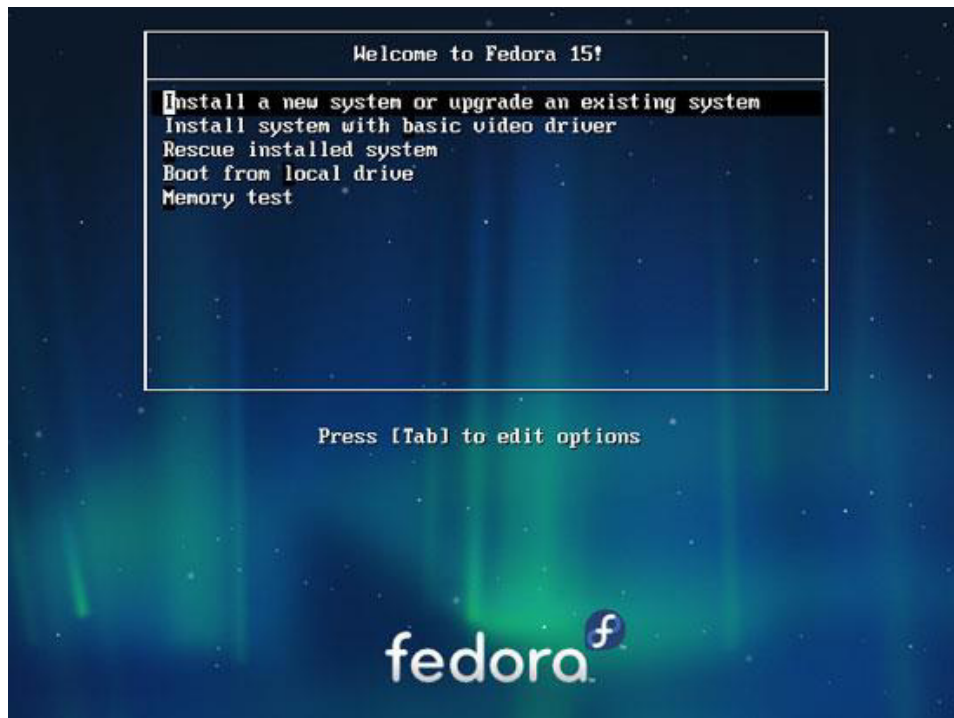 Welcome to Fedora 15!
Install a new system or upgrade an existing system
Install system with basic video driver
Rescue installed system
Boot from local drive
Memory test
Press [Tab] to edit options
fedora